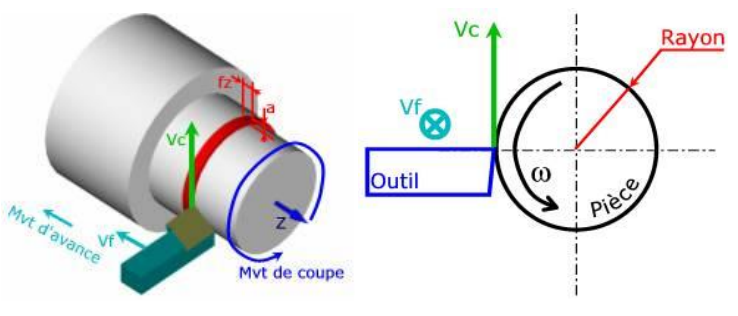 fz
a
Vc
Mvt d'avance
Vf
Z
Mvt de coupe
Vc
Rayon
Vf
Outil
ω
Pièce